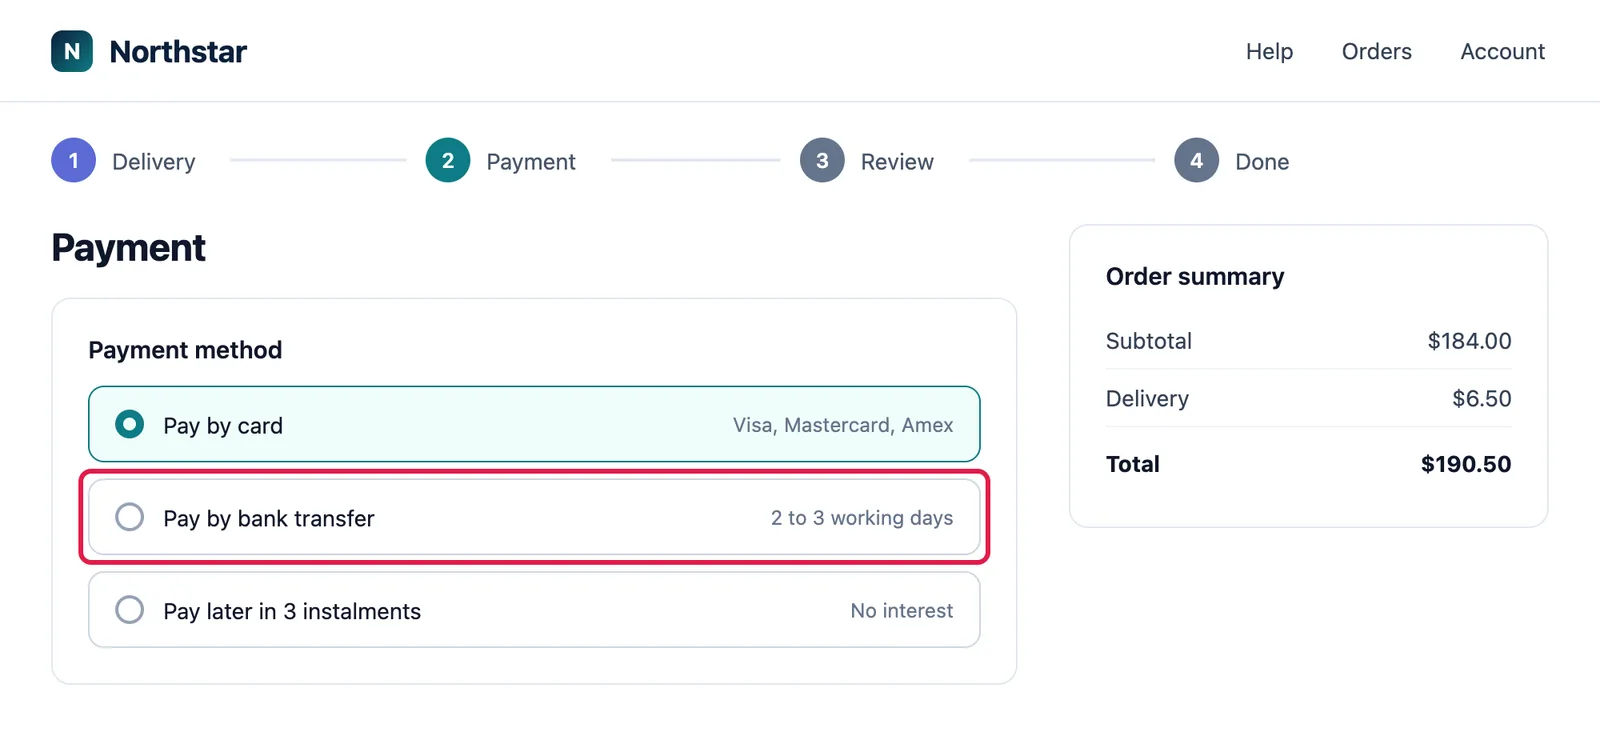 N Northstar
Help Orders Account
1 Delivery 2 Payment 3 Review 4 Done
Payment
Payment method
Pay by card Visa, Mastercard, Amex
Pay by bank transfer 2 to 3 working days
Pay later in 3 instalments No interest
Order summary
Subtotal $184.00
Delivery $6.50
Total $190.50